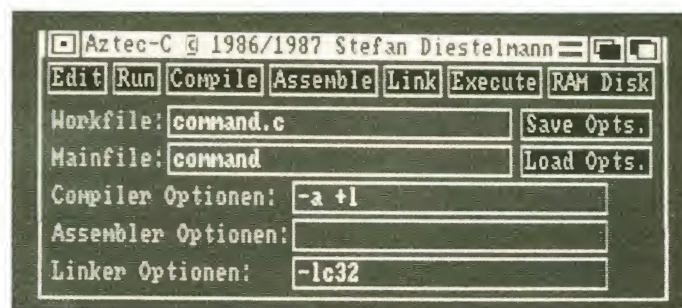 Aztec-C @ 1986/1987 Stefan Diestelmann
Edit Run Compile Assemble Link Execute RAM Disk
Workfile: command.c Save Opts.
Mainfile: command Load Opts.
Compiler Optionen: -a +l
Assembler Optionen:
Linker Optionen: -lc32